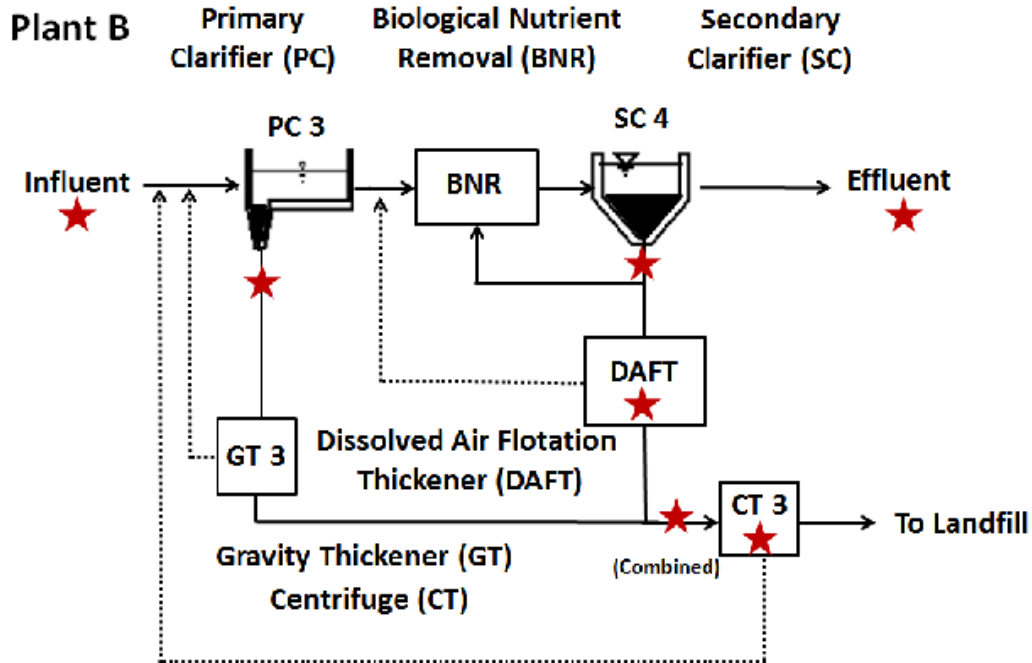 Plant B
Primary
Clarifier (PC)
Biological Nutrient
Removal (BNR)
Secondary
Clarifier (SC)
PC 3
SC 4
Influent
BNR
Effluent
DAFT
GT 3
Dissolved Air Flotation
Thickener (DAFT)
CT 3
To Landfill
(Combined)
Gravity Thickener (GT)
Centrifuge (CT)